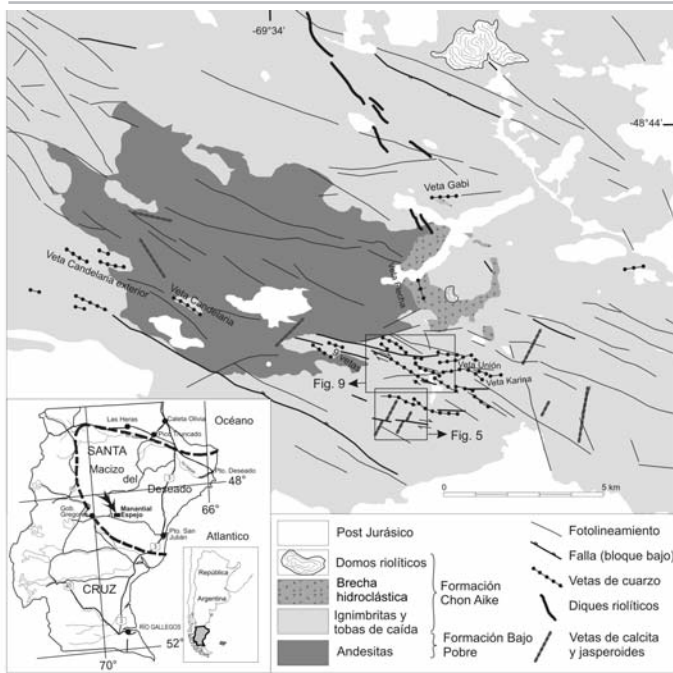 -69°34'
-48°44'
Veta Gabi
Veta Candelaria exterior
Veta Candelaria
Veta Unión
Veta Karina
Fig. 9
Fig. 5
0
5 km
Las Heras
Caleta Olivia
Océano
Pico Truncado
SANTA
Macizo
del
Pto. Deseado
Deseado
48°
66°
Manantial
Espejo
Gob.
Gregores
Pto. San
Julián
Atlantico
República
Argentina
CRUZ
RÍO GALLEGOS
52°
70°
Post Jurásico
Domos riolíticos
Brecha
hidroclástica
Ignimbritas y
tobas de caída
Andesitas
Formación
Chon Aike
Formación Bajo
Pobre
Fotolineamiento
Falla (bloque bajo)
Vetas de cuarzo
Diques riolíticos
Vetas de calcita
y jasperoides